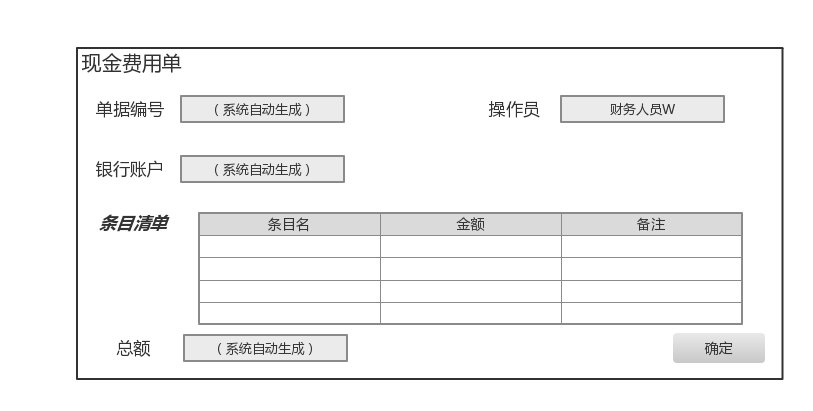 现金费用单
单据编号 （系统自动生成） 操作员 财务人员W
银行账户 （系统自动生成）
条目清单 条目名 金额 备注
总额 （系统自动生成） 确定